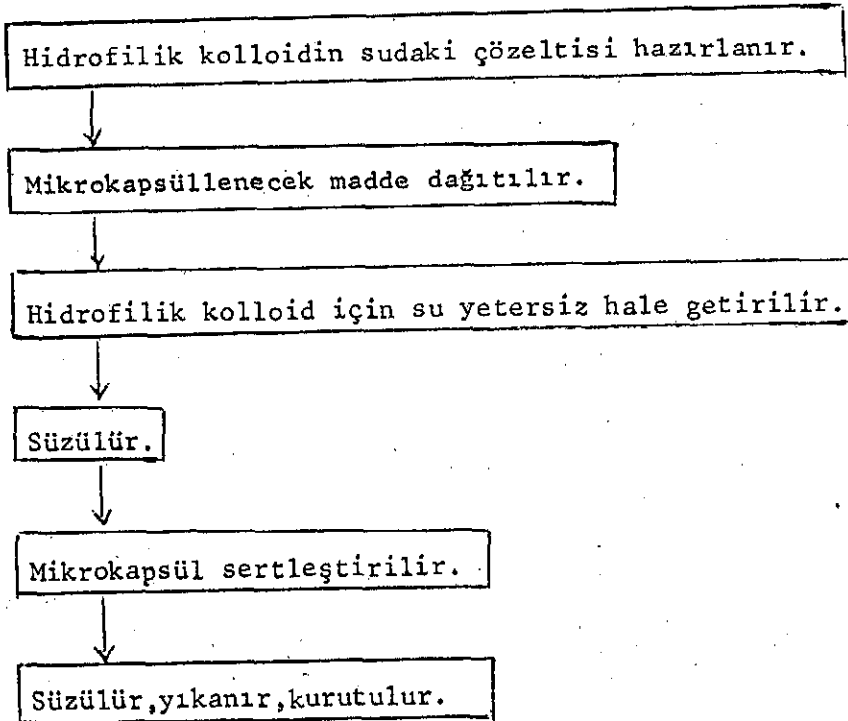 Hidrofilik kolloidin sudaki çözeltisi hazırlanır.
Mikrokapsüllenecek madde dağıtılır.
Hidrofilik kolloid için su yetersiz hale getirilir.
Süzülür.
Mikrokapsül sertleştirilir.
Süzülür,yıkanır,kurutulur.